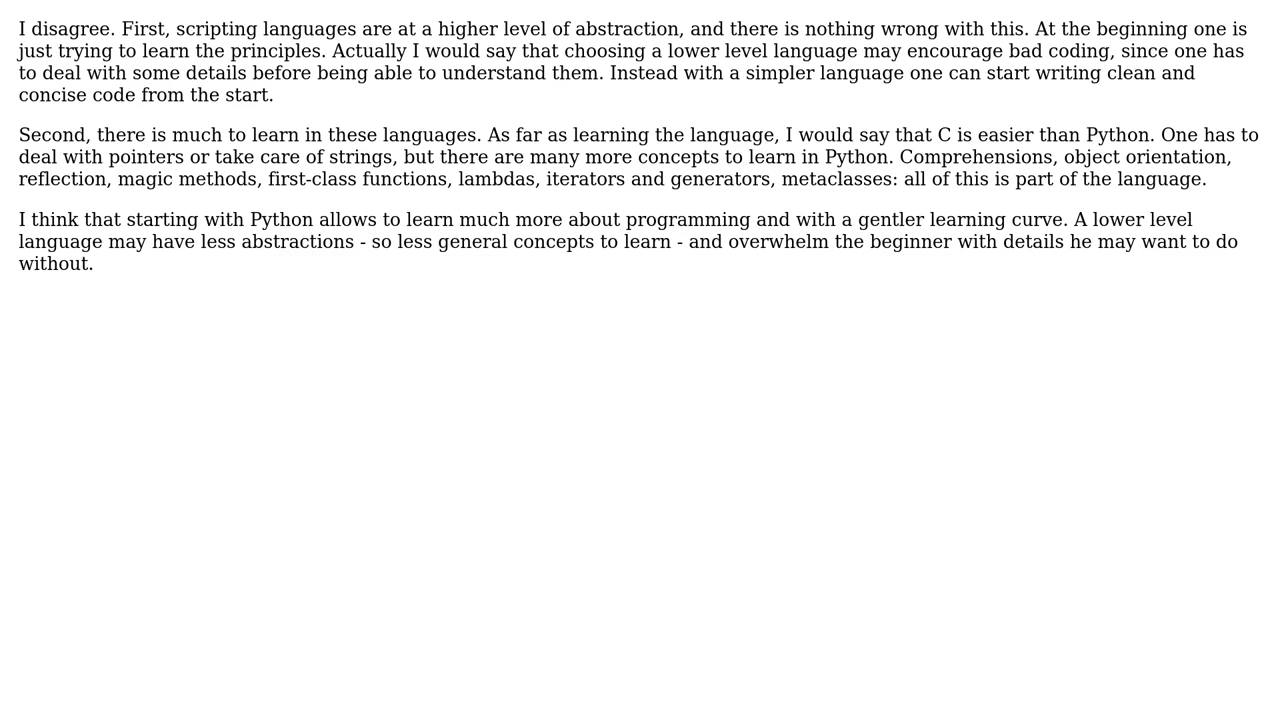 I disagree. First, scripting languages are at a higher level of abstraction, and there is nothing wrong with this. At the beginning one is
just trying to learn the principles. Actually I would say that choosing a lower level language may encourage bad coding, since one has
to deal with some details before being able to understand them. Instead with a simpler language one can start writing clean and
concise code from the start.
Second, there is much to learn in these languages. As far as learning the language, I would say that C is easier than Python. One has to
deal with pointers or take care of strings, but there are many more concepts to learn in Python. Comprehensions, object orientation,
reflection, magic methods, first-class functions, lambdas, iterators and generators, metaclasses: all of this is part of the language.
I think that starting with Python allows to learn much more about programming and with a gentler learning curve. A lower level
language may have less abstractions - so less general concepts to learn - and overwhelm the beginner with details he may want to do
without.